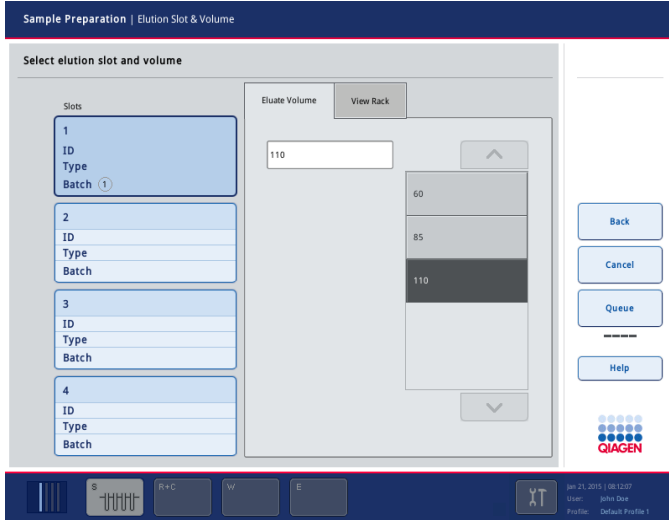 Sample Preparation | Elution Slot & Volume
Select elution slot and volume
Slots
1
ID
Type
Batch 1
2
ID
Type
Batch
3
ID
Type
Batch
4
ID
Type
Batch
Eluate Volume
View Rack
110
60
85
110
Back
Cancel
Queue
Help
QIAGEN
S
R+C
W
E
Jan 21, 2015 | 08:12:07
User: John Doe
Profile: Default Profile 1